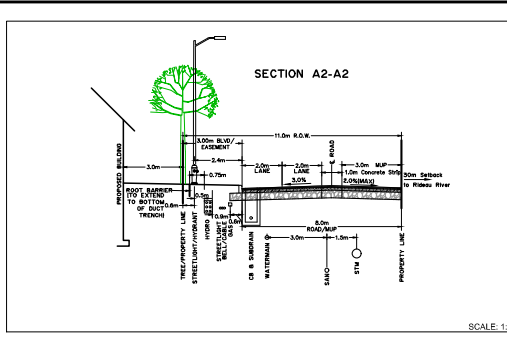 SECTION A2-A2
11.0m R.O.W.
3.00m BLVD/
EASEMENT
2.4m
0.75m
3.0m
2.0m
LANE
2.0m
LANE
℄ ROAD
3.0m MUP
1.0m Concrete Strip
3.0%
2.0%(MAX)
30m Setback
to Rideau River
PROPOSED BUILDING
ROOT BARRIER
(TO EXTEND
TO BOTTOM
OF DUCT
TRENCH)
0.6m
0.9m
0.6m
8.0m
ROAD/MUP
3.0m
1.5m
TREE/PROPERTY LINE
STREETLIGHT/HYDRANT
HYDRO
STREETLIGHT
BELL/CABLE
GAS
CB & SUBDRAIN
WATERMAIN
SAN
STM
PROPERTY LINE
SCALE: 1: